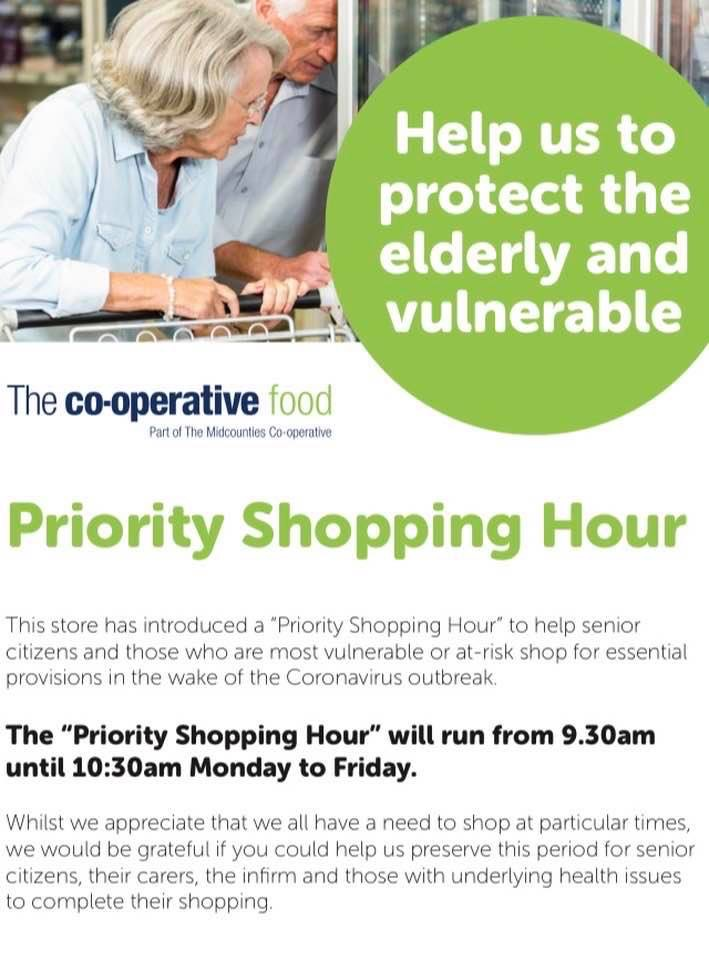 Help us to
protect the
elderly and
vulnerable
The co-operative food
Part of The Midcounties Co-operative
Priority Shopping Hour
This store has introduced a “Priority Shopping Hour” to help senior
citizens and those who are most vulnerable or at-risk shop for essential
provisions in the wake of the Coronavirus outbreak.
The “Priority Shopping Hour” will run from 9.30am
until 10:30am Monday to Friday.
Whilst we appreciate that we all have a need to shop at particular times,
we would be grateful if you could help us preserve this period for senior
citizens, their carers, the infirm and those with underlying health issues
to complete their shopping.